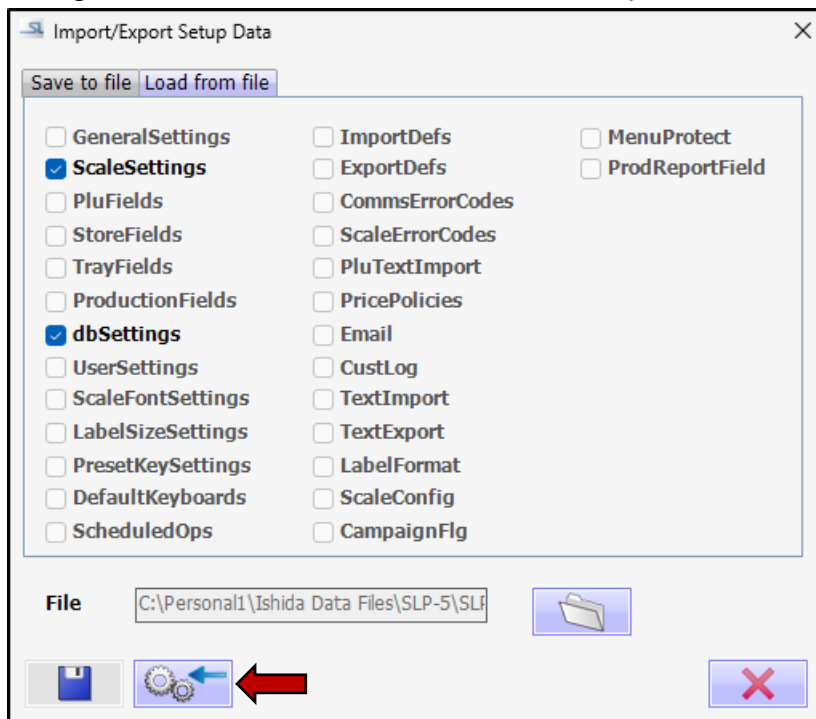 Import/Export Setup Data
Save to file Load from file
GeneralSettings
ScaleSettings
PluFields
StoreFields
TrayFields
ProductionFields
dbSettings
UserSettings
ScaleFontSettings
LabelSizeSettings
PresetKeySettings
DefaultKeyboards
ScheduledOps
ImportDefs
ExportDefs
CommsErrorCodes
ScaleErrorCodes
PluTextImport
PricePolicies
Email
CustLog
TextImport
TextExport
LabelFormat
ScaleConfig
CampaignFlg
MenuProtect
ProdReportField
File C:\Personal1\Ishida Data Files\SLP-5\